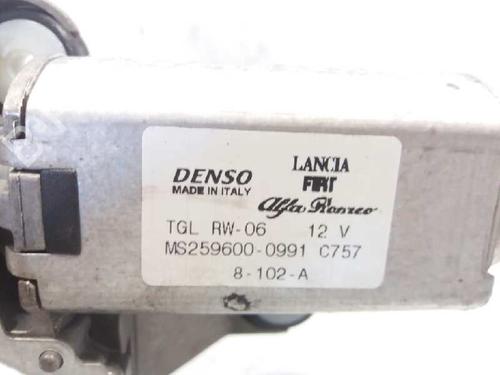 DENSO
MADE IN ITALY
LANCIA
FIAT
Alfa Romeo
TGL RW-06 12 V
MS259600-0991 C757
8-102-A